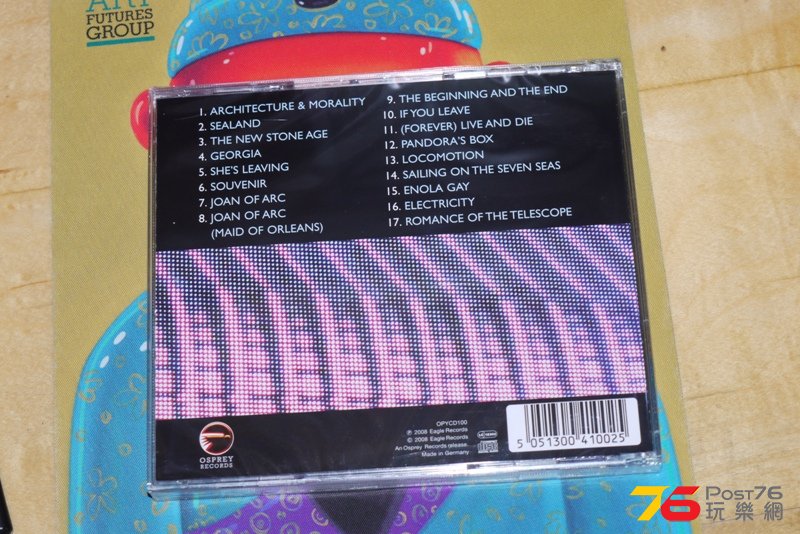 ART
FUTURES
GROUP
1. ARCHITECTURE & MORALITY
2. SEALAND
3. THE NEW STONE AGE
4. GEORGIA
5. SHE'S LEAVING
6. SOUVENIR
7. JOAN OF ARC
8. JOAN OF ARC
(MAID OF ORLEANS)
9. THE BEGINNING AND THE END
10. IF YOU LEAVE
11. (FOREVER) LIVE AND DIE
12. PANDORA'S BOX
13. LOCOMOTION
14. SAILING ON THE SEVEN SEAS
15. ENOLA GAY
16. ELECTRICITY
17. ROMANCE OF THE TELESCOPE
OSPREY
RECORDS
OPYCD100
℗ 2008 Eagle Records
© 2008 Eagle Records
An Osprey Records release.
Made in Germany
5 051300 410025
76 Post76
玩樂網